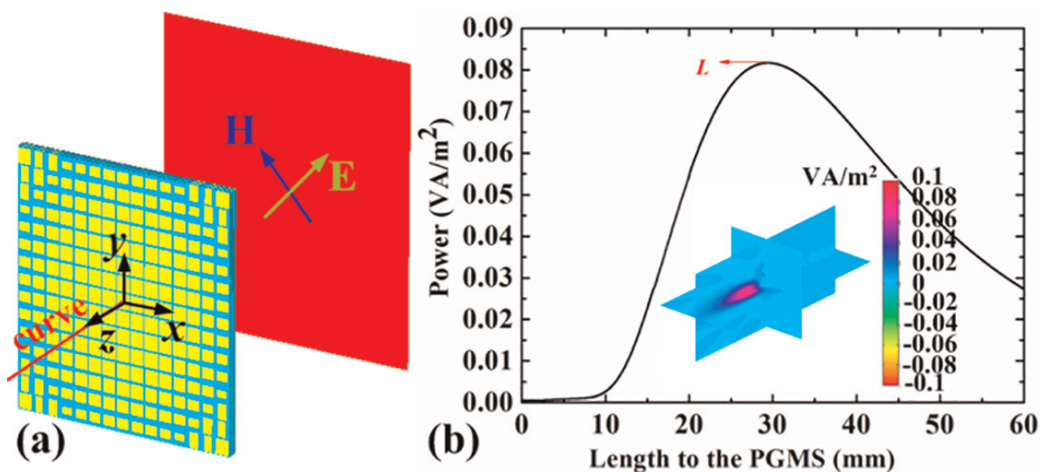 H
E
y
x
z
curve
(a)
0.09
0.08
0.07
0.06
0.05
0.04
0.03
0.02
0.01
0.00
Power (VA/m²)
L
VA/m²
0.1
0.08
0.06
0.04
0.02
0
-0.02
-0.04
-0.06
-0.08
-0.1
0
10
20
30
40
50
60
(b)
Length to the PGMS (mm)